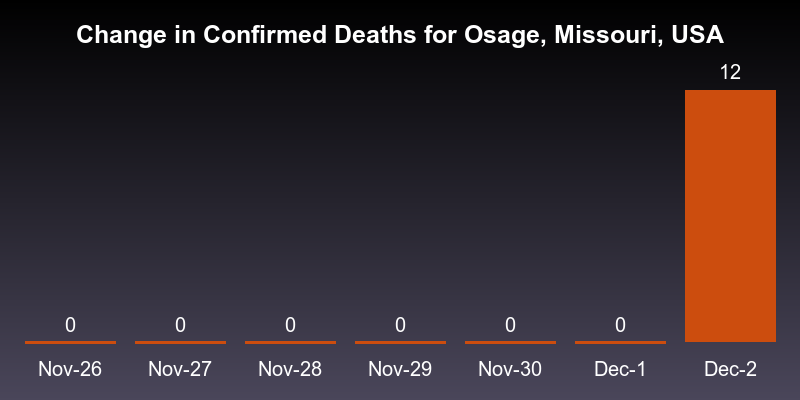 Change in Confirmed Deaths for Osage, Missouri, USA
12
0 0 0 0 0 0
Nov-26 Nov-27 Nov-28 Nov-29 Nov-30 Dec-1 Dec-2